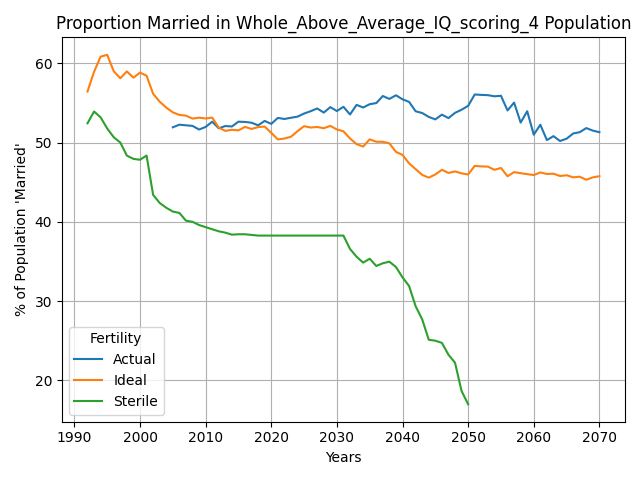 Proportion Married in Whole_Above_Average_IQ_scoring_4 Population
% of Population 'Married'
60
50
40
30
20
Fertility
Actual
Ideal
Sterile
1990 2000 2010 2020 2030 2040 2050 2060 2070
Years